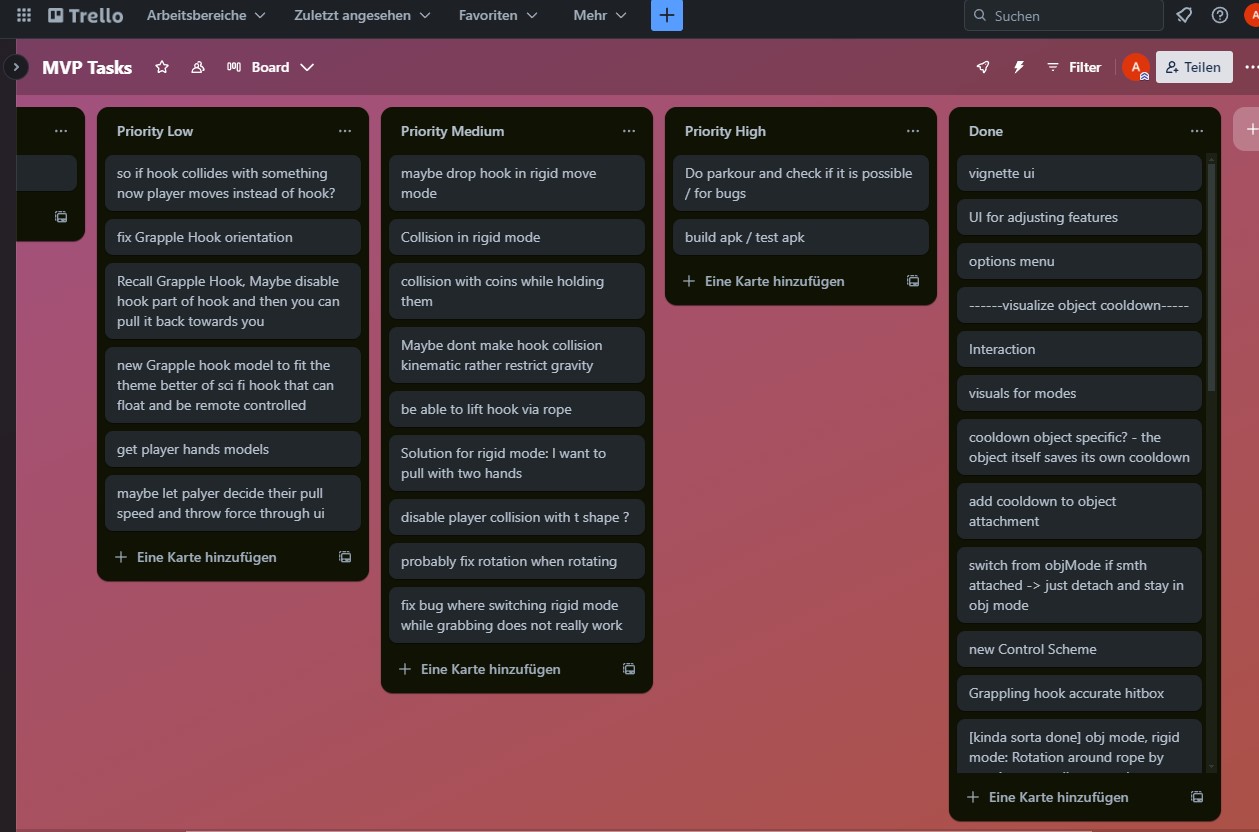 Trello
Arbeitsbereiche
Zuletzt angesehen
Favoriten
Mehr
Suchen
A
MVP Tasks
Board
Filter
A
Teilen
Priority Low
so if hook collides with something
now player moves instead of hook?
fix Grapple Hook orientation
Recall Grapple Hook, Maybe disable
hook part of hook and then you can
pull it back towards you
new Grapple hook model to fit the
theme better of sci fi hook that can
float and be remote controlled
get player hands models
maybe let palyer decide their pull
speed and throw force through ui
Eine Karte hinzufügen
Priority Medium
maybe drop hook in rigid move
mode
Collision in rigid mode
collision with coins while holding
them
Maybe dont make hook collision
kinematic rather restrict gravity
be able to lift hook via rope
Solution for rigid mode: I want to
pull with two hands
disable player collision with t shape ?
probably fix rotation when rotating
fix bug where switching rigid mode
while grabbing does not really work
Eine Karte hinzufügen
Priority High
Do parkour and check if it is possible
/ for bugs
build apk / test apk
Eine Karte hinzufügen
Done
vignette ui
UI for adjusting features
options menu
------visualize object cooldown-----
Interaction
visuals for modes
cooldown object specific? - the
object itself saves its own cooldown
add cooldown to object
attachment
switch from objMode if smth
attached -> just detach and stay in
obj mode
new Control Scheme
Grappling hook accurate hitbox
[kinda sorta done] obj mode, rigid
mode: Rotation around rope by
Eine Karte hinzufügen